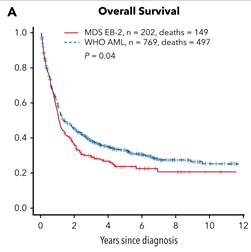 Overall Survival
A
MDS EB-2, n = 202, deaths = 149
WHO AML, n = 769, deaths = 497
P = 0.04
1.0
0.8
0.6
0.4
0.2
0.0
0 2 4 6 8 10 12
Years since diagnosis